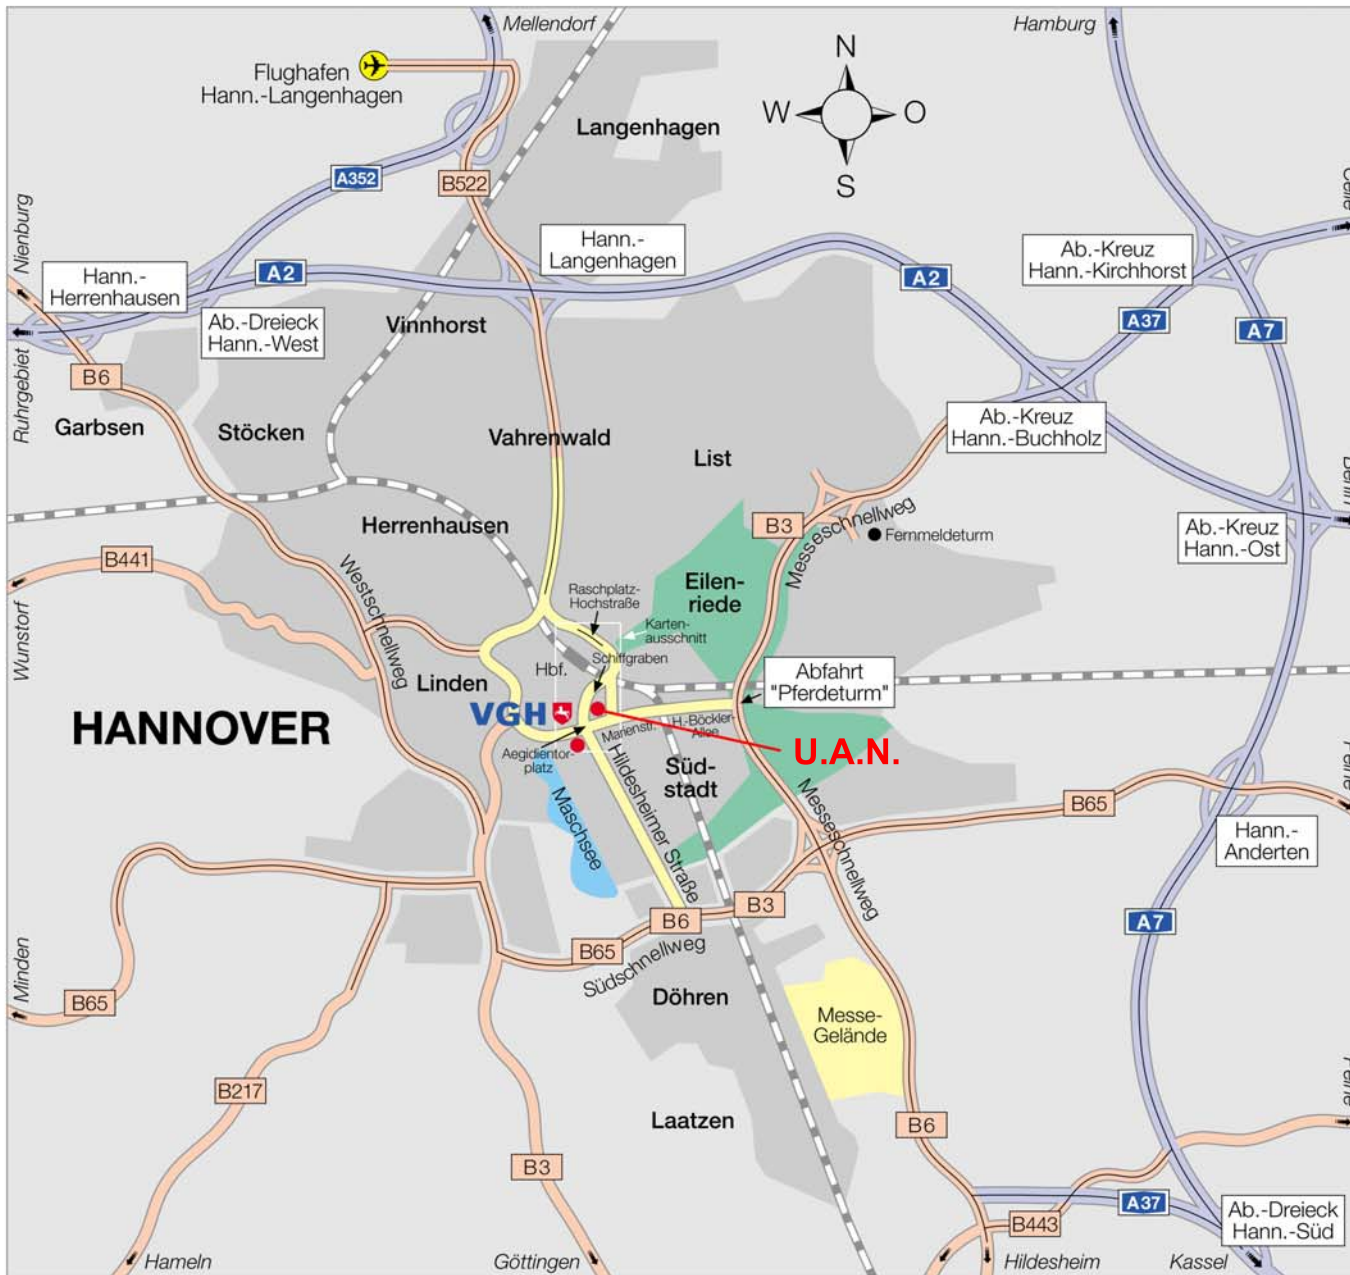 Mellendorf
Hamburg
N
Flughafen
Hann.-Langenhagen
W
O
Langenhagen
S
A352
B522
Celle
Nienburg
Hann.-
Langenhagen
Ab.-Kreuz
Hann.-Kirchhorst
Hann.-
Herrenhausen
A2
A2
Ab.-Dreieck
Hann.-West
Vinnhorst
A37
A7
Ruhrgebiet
B6
Garbsen
Stöcken
Vahrenwald
List
Ab.-Kreuz
Hann.-Buchholz
Berlin
Herrenhausen
B3
Messeschnellweg
Fernmeldeturm
Ab.-Kreuz
Hann.-Ost
B441
Wunstorf
Westschnellweg
Raschplatz-
Hochstraße
Eilen-
riede
Karten-
ausschnitt
Schiffgraben
Hbf.
Linden
Abfahrt
"Pferdeturm"
HANNOVER
VGH
Marienstr.
H.-Böckler-
Allee
U.A.N.
Aegidientor-
platz
Süd-
stadt
Peine
Maschsee
Hildesheimer Straße
Messeschnellweg
B65
Hann.-
Anderten
B6
B3
A7
B65
Südschnellweg
Minden
B65
Döhren
Messe-
Gelände
Peine
B217
Laatzen
B6
B3
A37
B443
Ab.-Dreieck
Hann.-Süd
Hameln
Göttingen
Hildesheim
Kassel